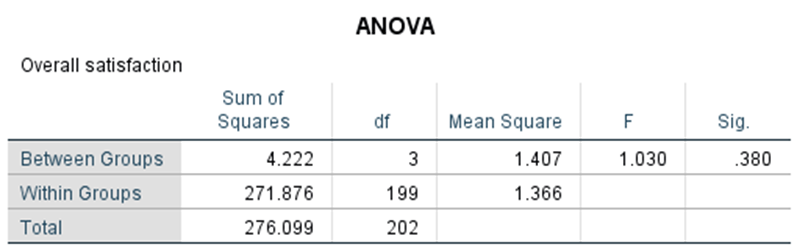 ANOVA
Overall satisfaction
Sum of
Squares df Mean Square F Sig.
Between Groups 4.222 3 1.407 1.030 .380
Within Groups 271.876 199 1.366
Total 276.099 202